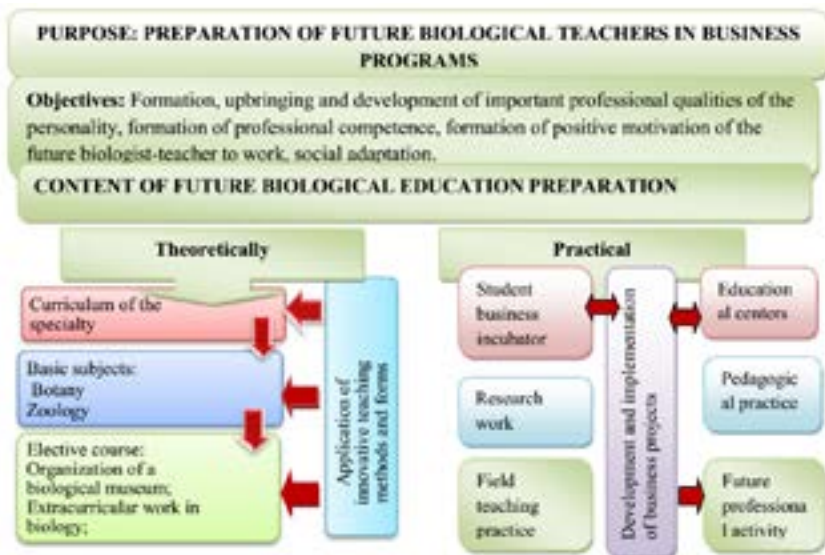 PURPOSE: PREPARATION OF FUTURE BIOLOGICAL TEACHERS IN BUSINESS
PROGRAMS
Objectives: Formation, upbringing and development of important professional qualities of the
personality, formation of professional competence, formation of positive motivation of the
future biologist-teacher to work, social adaptation.
CONTENT OF FUTURE BIOLOGICAL EDUCATION PREPARATION
Theoretically
Curriculum of the
specialty
Basic subjects:
Botany
Zoology
Elective course:
Organization of a
biological museum;
Extracurricular work in
biology;
Application of
innovative teaching
methods and forms
Practical
Student
business
incubator
Research
work
Field
teaching
practice
Development and implementation
of business projects
Education
al centers
Pedagogic
al practice
Future
professiona
l activity